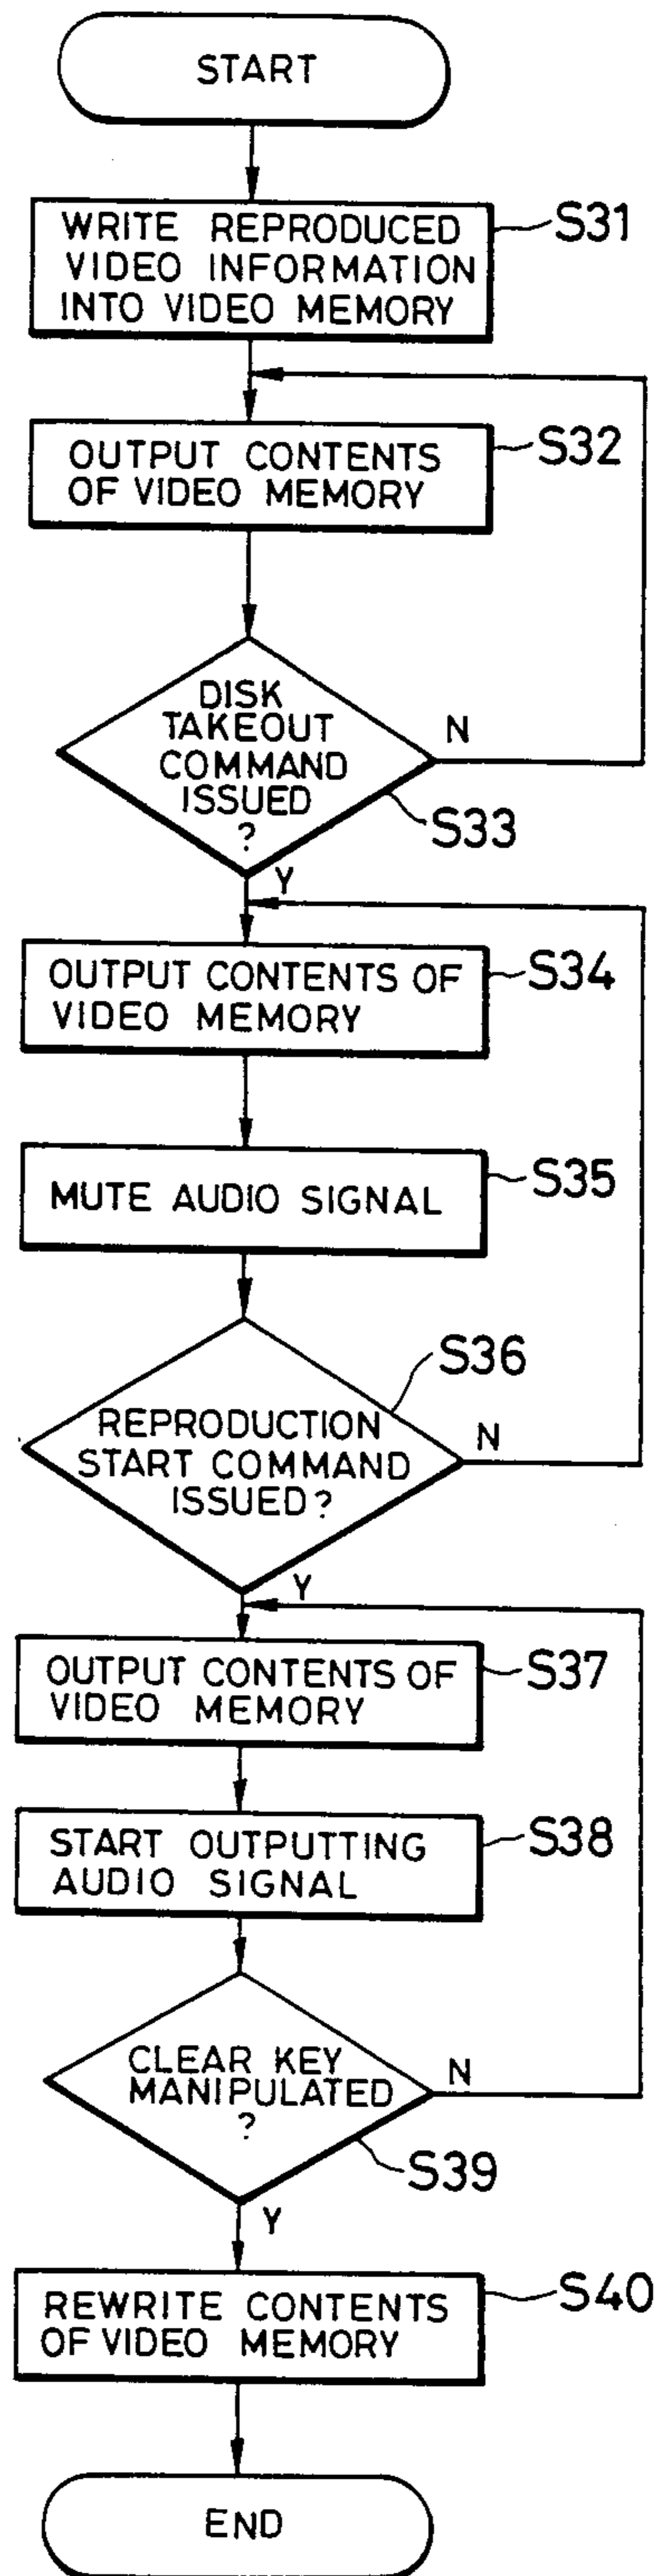 START
WRITE REPRODUCED
VIDEO INFORMATION
INTO VIDEO MEMORY
S31
OUTPUT CONTENTS
OF VIDEO MEMORY
S32
DISK
TAKEOUT
COMMAND
ISSUED
?
N
S33
Y
OUTPUT CONTENTS OF
VIDEO MEMORY
S34
MUTE AUDIO SIGNAL
S35
S36
REPRODUCTION
START COMMAND
ISSUED?
N
Y
OUTPUT CONTENTS OF
VIDEO MEMORY
S37
START OUTPUTTING
AUDIO SIGNAL
S38
CLEAR KEY
MANIPULATED
?
N
S39
Y
REWRITE CONTENTS
OF VIDEO MEMORY
S40
END